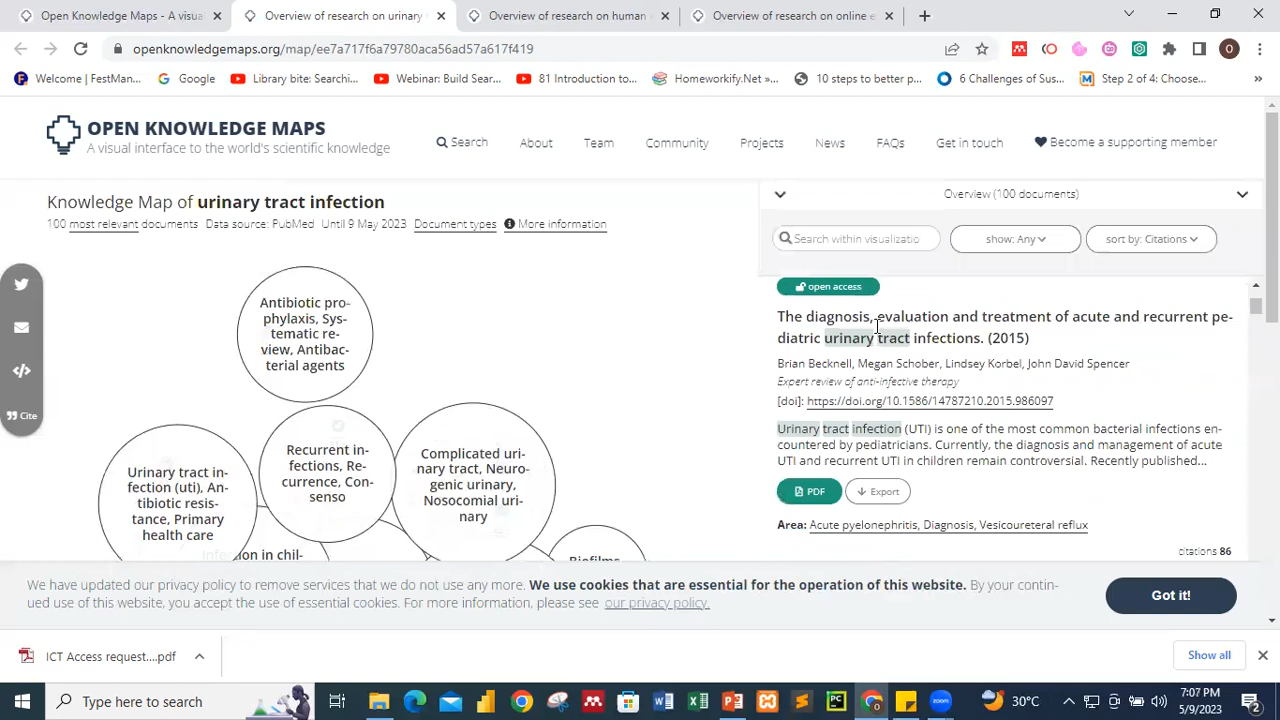 Open Knowledge Maps - A visua
Overview of research on urinary
Overview of research on human
Overview of research on online e
openknowledgemaps.org/map/ee7a717f6a79780aca56ad57a617f419
O
Welcome | FestMan...
Google
Library bite: Searchi...
Webinar: Build Sear...
81 Introduction to...
Homeworkify.Net »...
10 steps to better p...
6 Challenges of Sus...
Step 2 of 4: Choose...
OPEN KNOWLEDGE MAPS
A visual interface to the world's scientific knowledge
Search
About
Team
Community
Projects
News
FAQs
Get in touch
Become a supporting member
Knowledge Map of urinary tract infection
100 most relevant documents Data source: PubMed Until 9 May 2023 Document types More information
Overview (100 documents)
Search within visualizatio
show: Any
sort by: Citations
Antibiotic pro-
phylaxis, Sys-
tematic re-
view, Antibac-
terial agents
Recurrent in-
fections, Re-
currence, Con-
senso
Complicated uri-
nary tract, Neuro-
genic urinary,
Nosocomial uri-
nary
Urinary tract in-
fection (uti), An-
tibiotic resis-
tance, Primary
health care
Infection in chil-
Biofilms
Cite
open access
The diagnosis, evaluation and treatment of acute and recurrent pe-
diatric urinary tract infections. (2015)
Brian Becknell, Megan Schober, Lindsey Korbel, John David Spencer
Expert review of anti-infective therapy
[doi]: https://doi.org/10.1586/14787210.2015.986097
Urinary tract infection (UTI) is one of the most common bacterial infections en-
countered by pediatricians. Currently, the diagnosis and management of acute
UTI and recurrent UTI in children remain controversial. Recently published...
PDF
Export
Area: Acute pyelonephritis, Diagnosis, Vesicoureteral reflux
citations 86
We have updated our privacy policy to remove services that we do not use any more. We use cookies that are essential for the operation of this website. By your contin-
ued use of this website, you accept the use of essential cookies. For more information, please see our privacy policy.
Got it!
ICT Access request....pdf
Show all
Type here to search
30°C
7:07 PM
5/9/2023
2